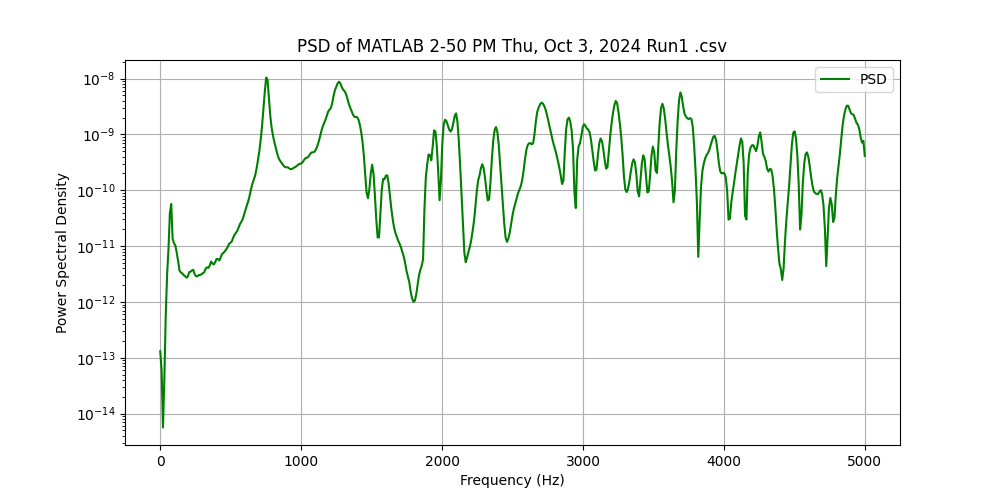 PSD of MATLAB 2-50 PM Thu, Oct 3, 2024 Run1 .csv
PSD
Power Spectral Density
10⁻⁸
10⁻⁹
10⁻¹⁰
10⁻¹¹
10⁻¹²
10⁻¹³
10⁻¹⁴
0 1000 2000 3000 4000 5000
Frequency (Hz)